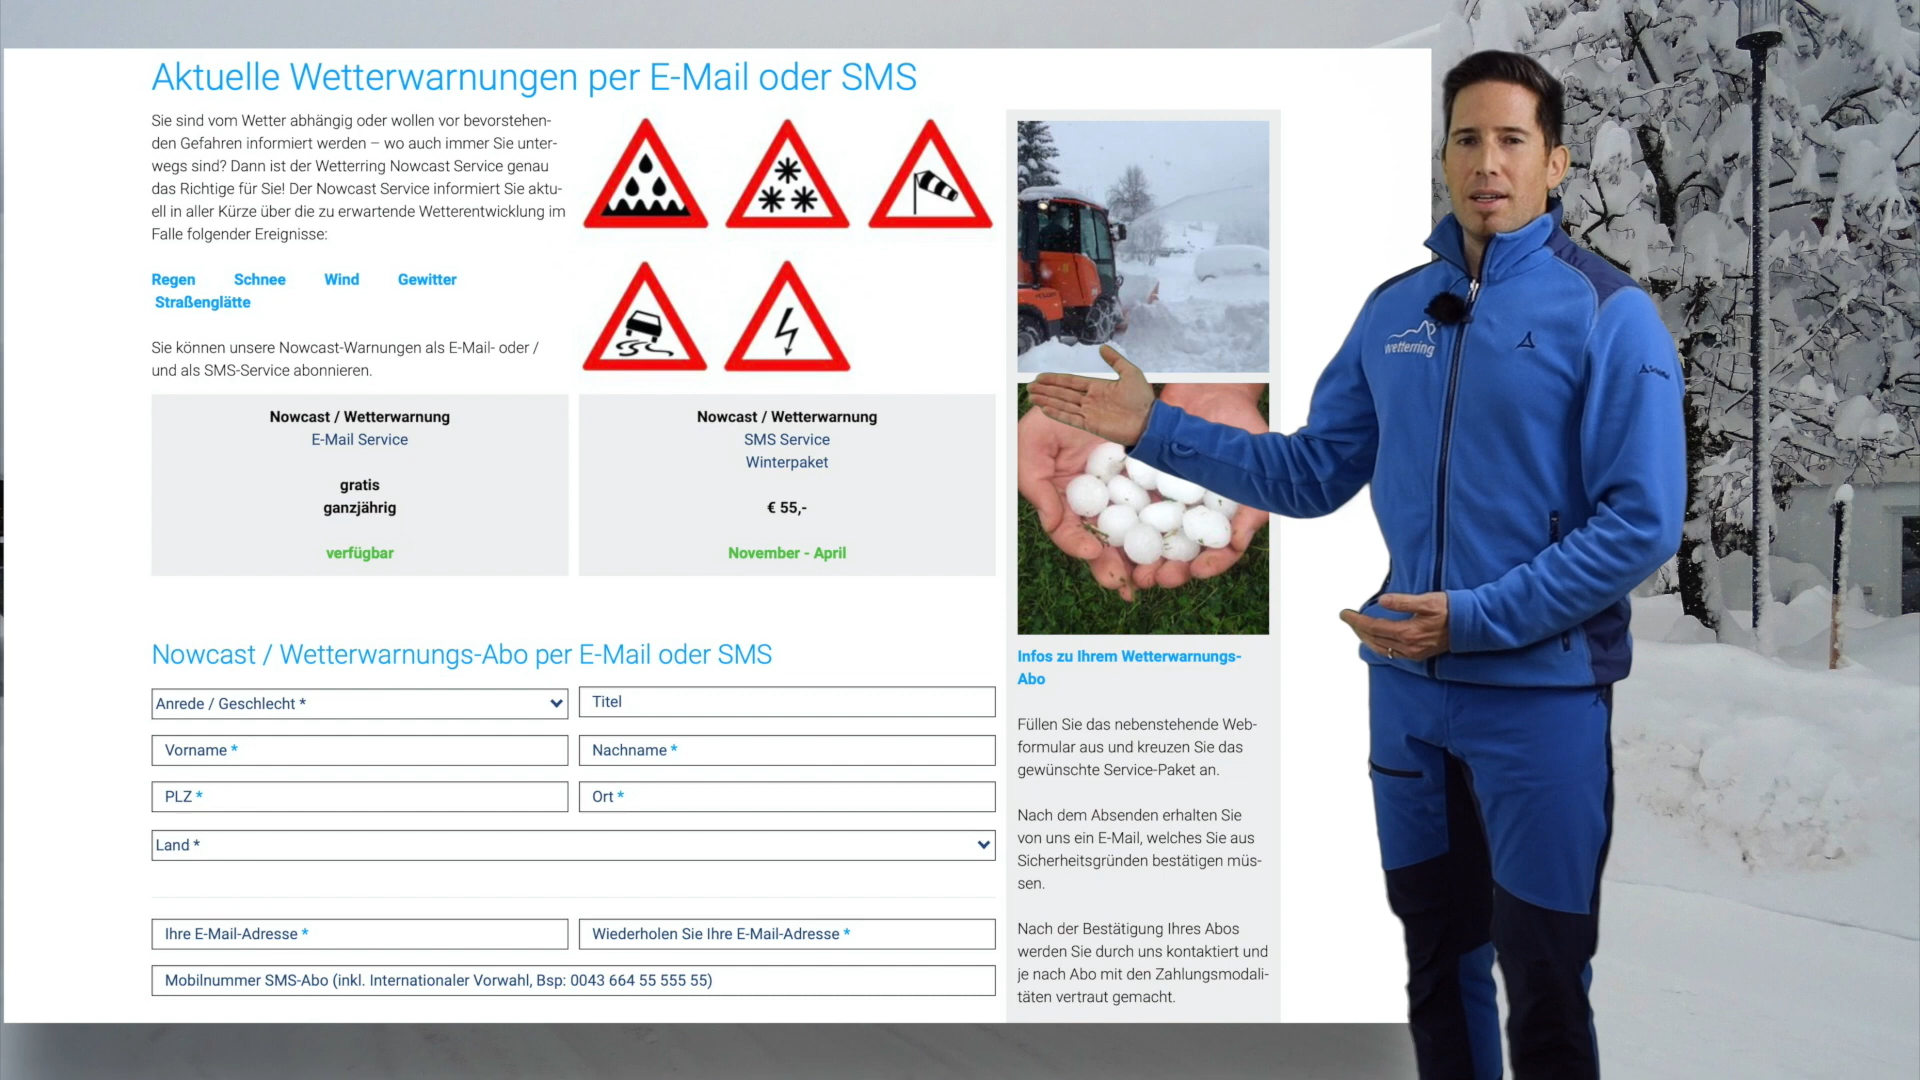 Aktuelle Wetterwarnungen per E-Mail oder SMS
Sie sind vom Wetter abhängig oder wollen vor bevorstehen-
den Gefahren informiert werden – wo auch immer Sie unter-
wegs sind? Dann ist der Wetterring Nowcast Service genau
das Richtige für Sie! Der Nowcast Service informiert Sie aktu-
ell in aller Kürze über die zu erwartende Wetterentwicklung im
Falle folgender Ereignisse:
Regen Schnee Wind Gewitter
Straßenglätte
Sie können unsere Nowcast-Warnungen als E-Mail- oder /
und als SMS-Service abonnieren.
Nowcast / Wetterwarnung
E-Mail Service
gratis
ganzjährig
verfügbar
Nowcast / Wetterwarnung
SMS Service
Winterpaket
€ 55,-
November - April
Nowcast / Wetterwarnungs-Abo per E-Mail oder SMS
Anrede / Geschlecht *
Titel
Vorname *
Nachname *
PLZ *
Ort *
Land *
Ihre E-Mail-Adresse *
Wiederholen Sie Ihre E-Mail-Adresse *
Mobilnummer SMS-Abo (inkl. Internationaler Vorwahl, Bsp: 0043 664 55 555 55)
Infos zu Ihrem Wetterwarnungs-
Abo
Füllen Sie das nebenstehende Web-
formular aus und kreuzen Sie das
gewünschte Service-Paket an.
Nach dem Absenden erhalten Sie
von uns ein E-Mail, welches Sie aus
Sicherheitsgründen bestätigen müs-
sen.
Nach der Bestätigung Ihres Abos
werden Sie durch uns kontaktiert und
je nach Abo mit den Zahlungsmodali-
täten vertraut gemacht.
wetterring